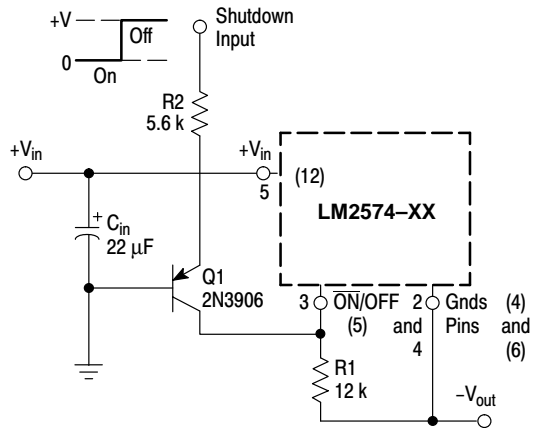 +V
Off
0
On
Shutdown
Input
R2
5.6 k
+Vin
+Vin
5
(12)
LM2574–XX
+
Cin
22 μF
Q1
2N3906
3
ON/OFF
(5)
2
and
4
Gnds
Pins
(4)
and
(6)
R1
12 k
–Vout